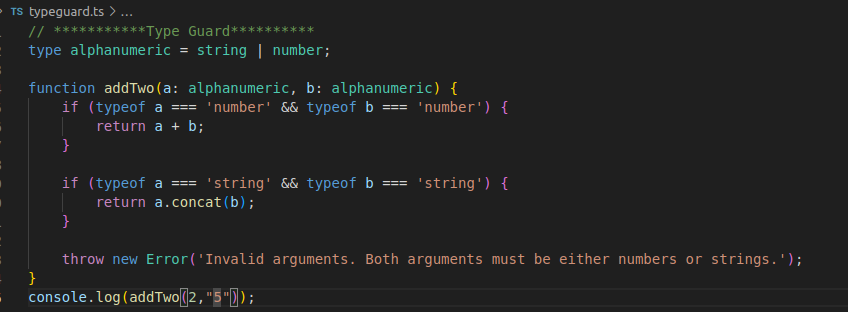 TS typeguard.ts > ...
// ***********Type Guard**********
type alphanumeric = string | number;
function addTwo(a: alphanumeric, b: alphanumeric) {
if (typeof a === 'number' && typeof b === 'number') {
return a + b;
}
if (typeof a === 'string' && typeof b === 'string') {
return a.concat(b);
}
throw new Error('Invalid arguments. Both arguments must be either numbers or strings.');
}
console.log(addTwo(2,"5"));